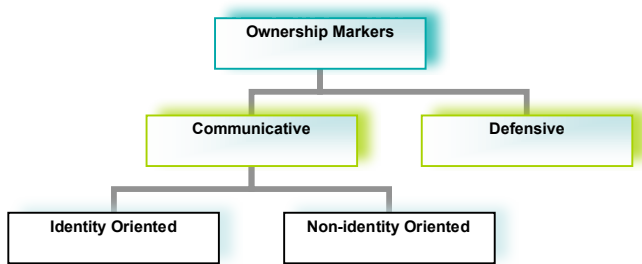 Ownership Markers
Communicative
Defensive
Identity Oriented
Non-identity Oriented